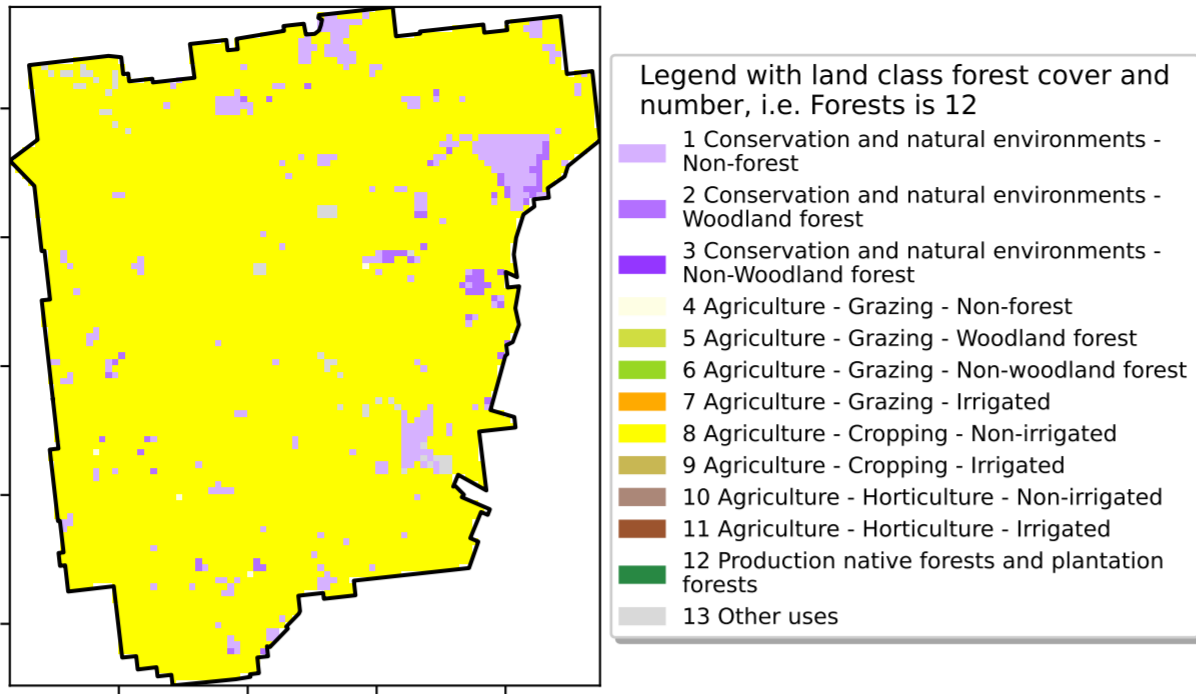 Legend with land class forest cover and
number, i.e. Forests is 12
1 Conservation and natural environments -
Non-forest
2 Conservation and natural environments -
Woodland forest
3 Conservation and natural environments -
Non-Woodland forest
4 Agriculture - Grazing - Non-forest
5 Agriculture - Grazing - Woodland forest
6 Agriculture - Grazing - Non-woodland forest
7 Agriculture - Grazing - Irrigated
8 Agriculture - Cropping - Non-irrigated
9 Agriculture - Cropping - Irrigated
10 Agriculture - Horticulture - Non-irrigated
11 Agriculture - Horticulture - Irrigated
12 Production native forests and plantation
forests
13 Other uses